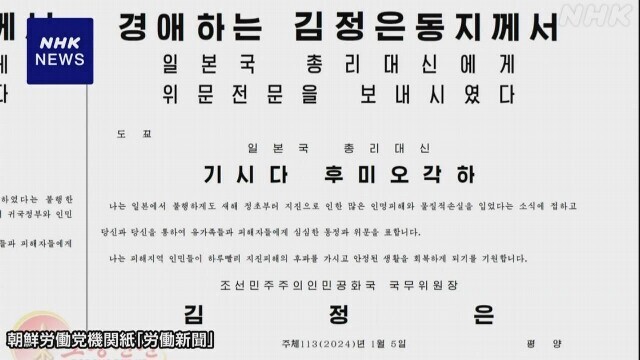 NHK
NEWS
NHK
께서
경애하는 김정은동지께서
일본국 총리대신에게
다
위문전문을 보내시였다
도꾜
일본국 총리대신
기시다 후미오각하
하였다는 불행한
귀국정부와 인민
들과 피해자들에게
나는 일본에서 불행하게도 새해 정초부터 지진으로 인한 많은 인명피해와 물질적손실을 입었다는 소식에 접하고
당신과 당신을 통하여 유가족들과 피해자들에게 심심한 동정과 위문을 표합니다.
나는 피해지역 인민들이 하루빨리 지진피해의 후과를 가시고 안정된 생활을 회복하게 되기를 기원합니다.
조선민주주의인민공화국 국무위원장
김 정 은
주체113(2024)년 1월 5일 평양
朝鮮労働党機関紙「労働新聞」